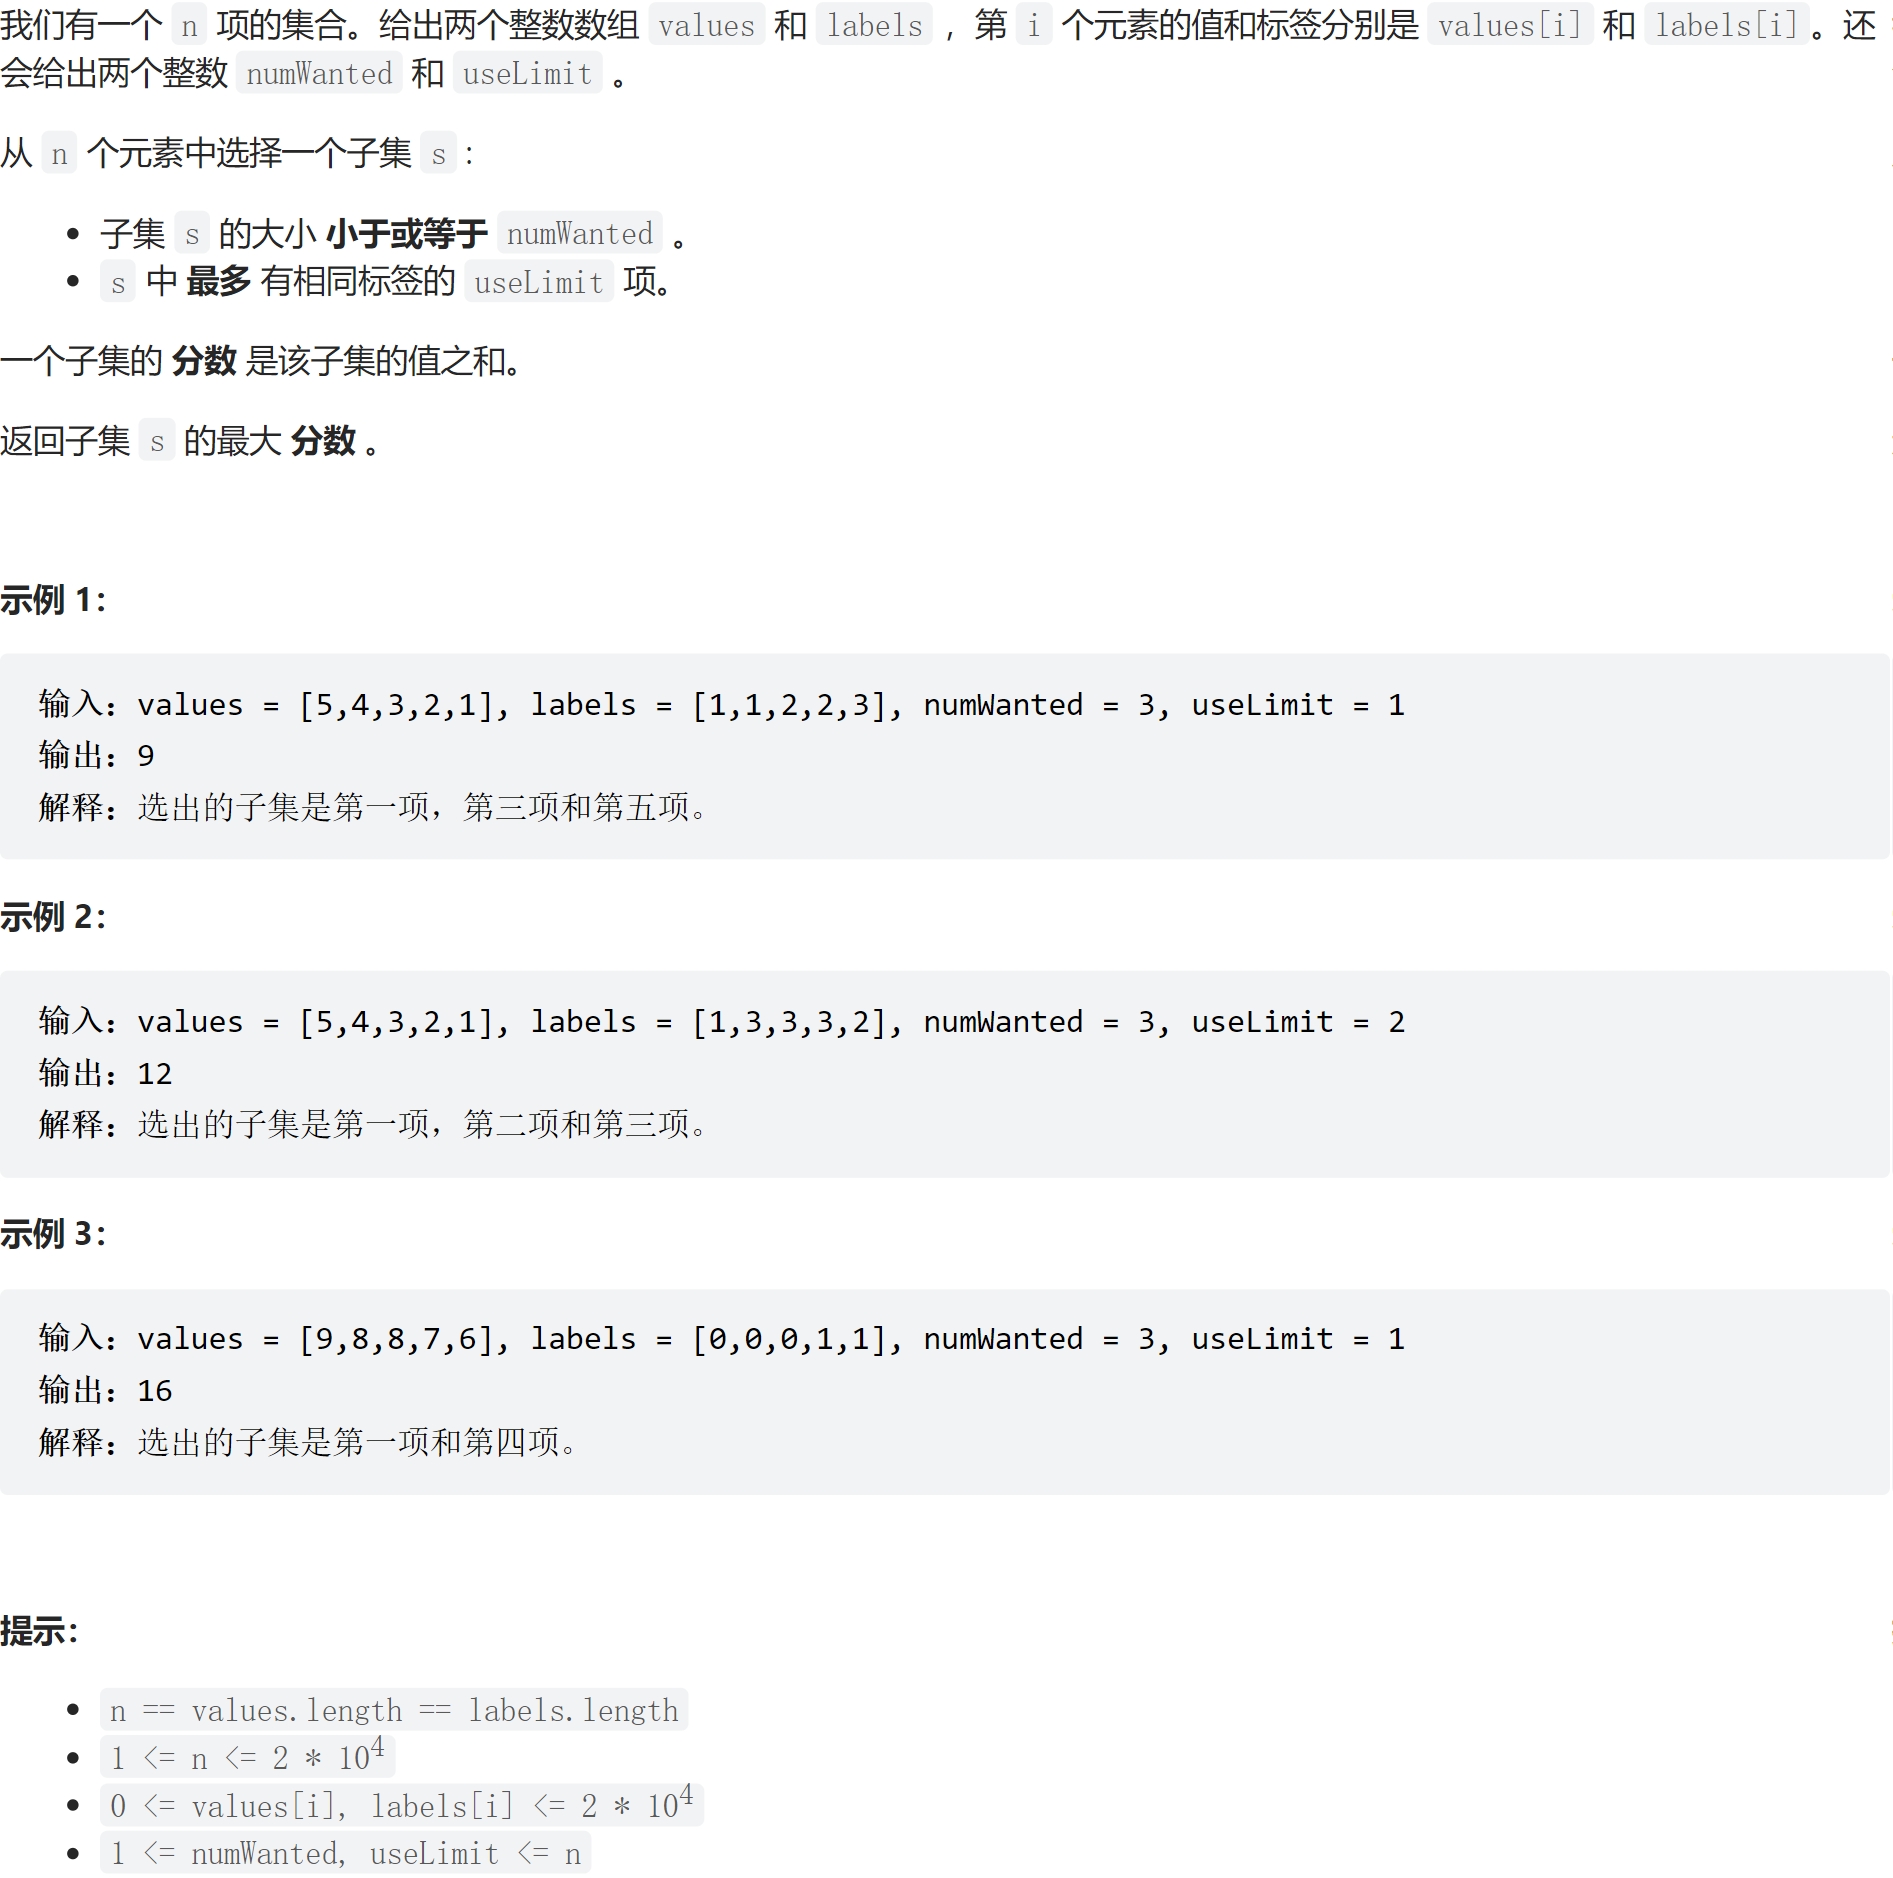 我们有一个 n 项的集合。给出两个整数数组 values 和 labels ，第 i 个元素的值和标签分别是 values[i] 和 labels[i]。还
会给出两个整数 numWanted 和 useLimit 。
从 n 个元素中选择一个子集 s :
• 子集 s 的大小 小于或等于 numWanted 。
• s 中 最多 有相同标签的 useLimit 项。
一个子集的 分数 是该子集的值之和。
返回子集 s 的最大 分数 。
示例 1：
输入：values = [5,4,3,2,1], labels = [1,1,2,2,3], numWanted = 3, useLimit = 1
输出：9
解释：选出的子集是第一项，第三项和第五项。
示例 2：
输入：values = [5,4,3,2,1], labels = [1,3,3,3,2], numWanted = 3, useLimit = 2
输出：12
解释：选出的子集是第一项，第二项和第三项。
示例 3：
输入：values = [9,8,8,7,6], labels = [0,0,0,1,1], numWanted = 3, useLimit = 1
输出：16
解释：选出的子集是第一项和第四项。
提示：
• n == values.length == labels.length
• 1 <= n <= 2 * 10⁴
• 0 <= values[i], labels[i] <= 2 * 10⁴
• 1 <= numWanted, useLimit <= n